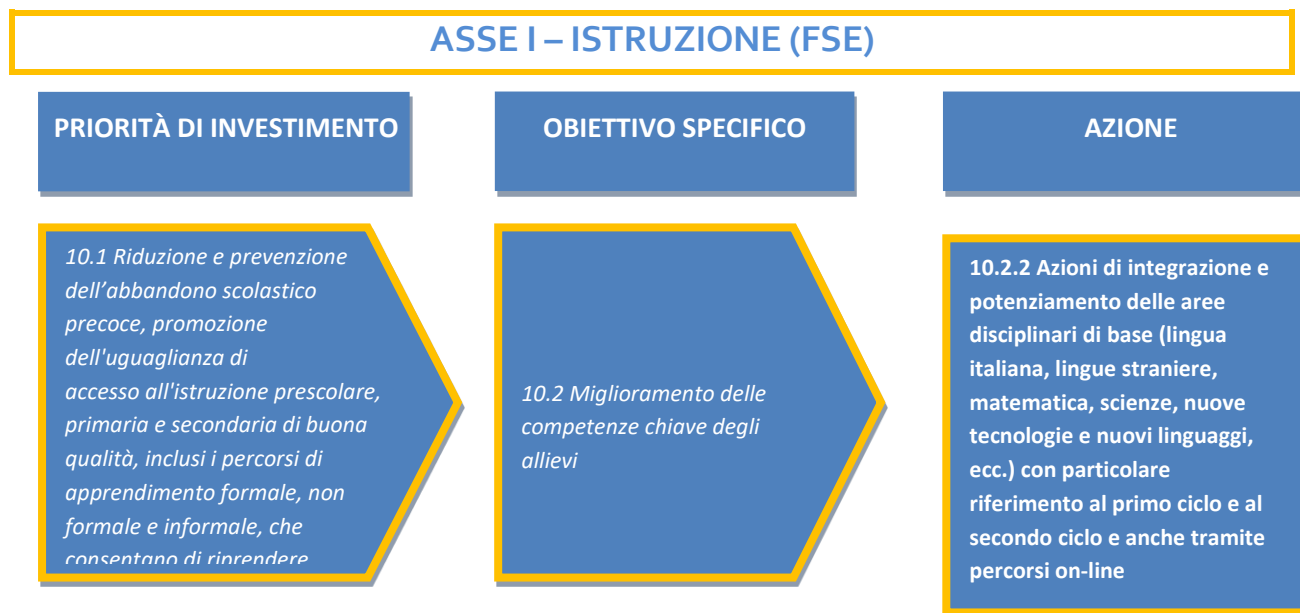 ASSE I – ISTRUZIONE (FSE)
PRIORITÀ DI INVESTIMENTO
OBIETTIVO SPECIFICO
AZIONE
10.1 Riduzione e prevenzione
dell’abbandono scolastico
precoce, promozione
dell'uguaglianza di
accesso all'istruzione prescolare,
primaria e secondaria di buona
qualità, inclusi i percorsi di
apprendimento formale, non
formale e informale, che
consentano di riprendere
10.2 Miglioramento delle
competenze chiave degli
allievi
10.2.2 Azioni di integrazione e
potenziamento delle aree
disciplinari di base (lingua
italiana, lingue straniere,
matematica, scienze, nuove
tecnologie e nuovi linguaggi,
ecc.) con particolare
riferimento al primo ciclo e al
secondo ciclo e anche tramite
percorsi on-line